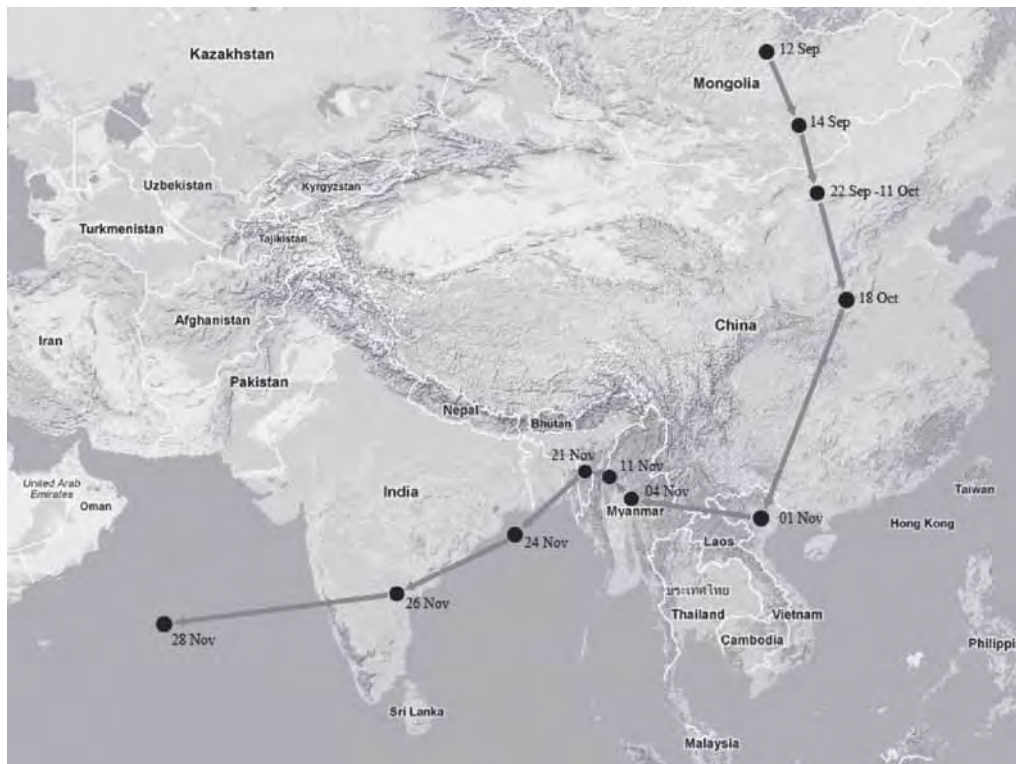 Kazakhstan
12 Sep
Mongolia
14 Sep
Uzbekistan
Kyrgyzstan
22 Sep -11 Oct
Turkmenistan
Tajikistan
18 Oct
Afghanistan
China
Iran
Pakistan
Nepal
Bhutan
21 Nov
11 Nov
United Arab
Emirates
Oman
India
04 Nov
Taiwan
Myanmar
01 Nov
Hong Kong
24 Nov
Laos
ประเทศไทย
26 Nov
Thailand
Vietnam
28 Nov
Cambodia
Philippi
Sri Lanka
Malaysia